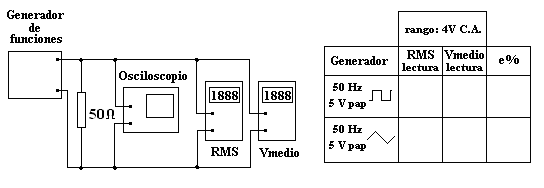 Generador
de
funciones
50Ω
Osciloscopio
1888
RMS
1888
Vmedio
rango: 4V C.A.
Generador
RMS lectura
Vmedio lectura
e%
50 Hz
5 V pap
50 Hz
5 V pap